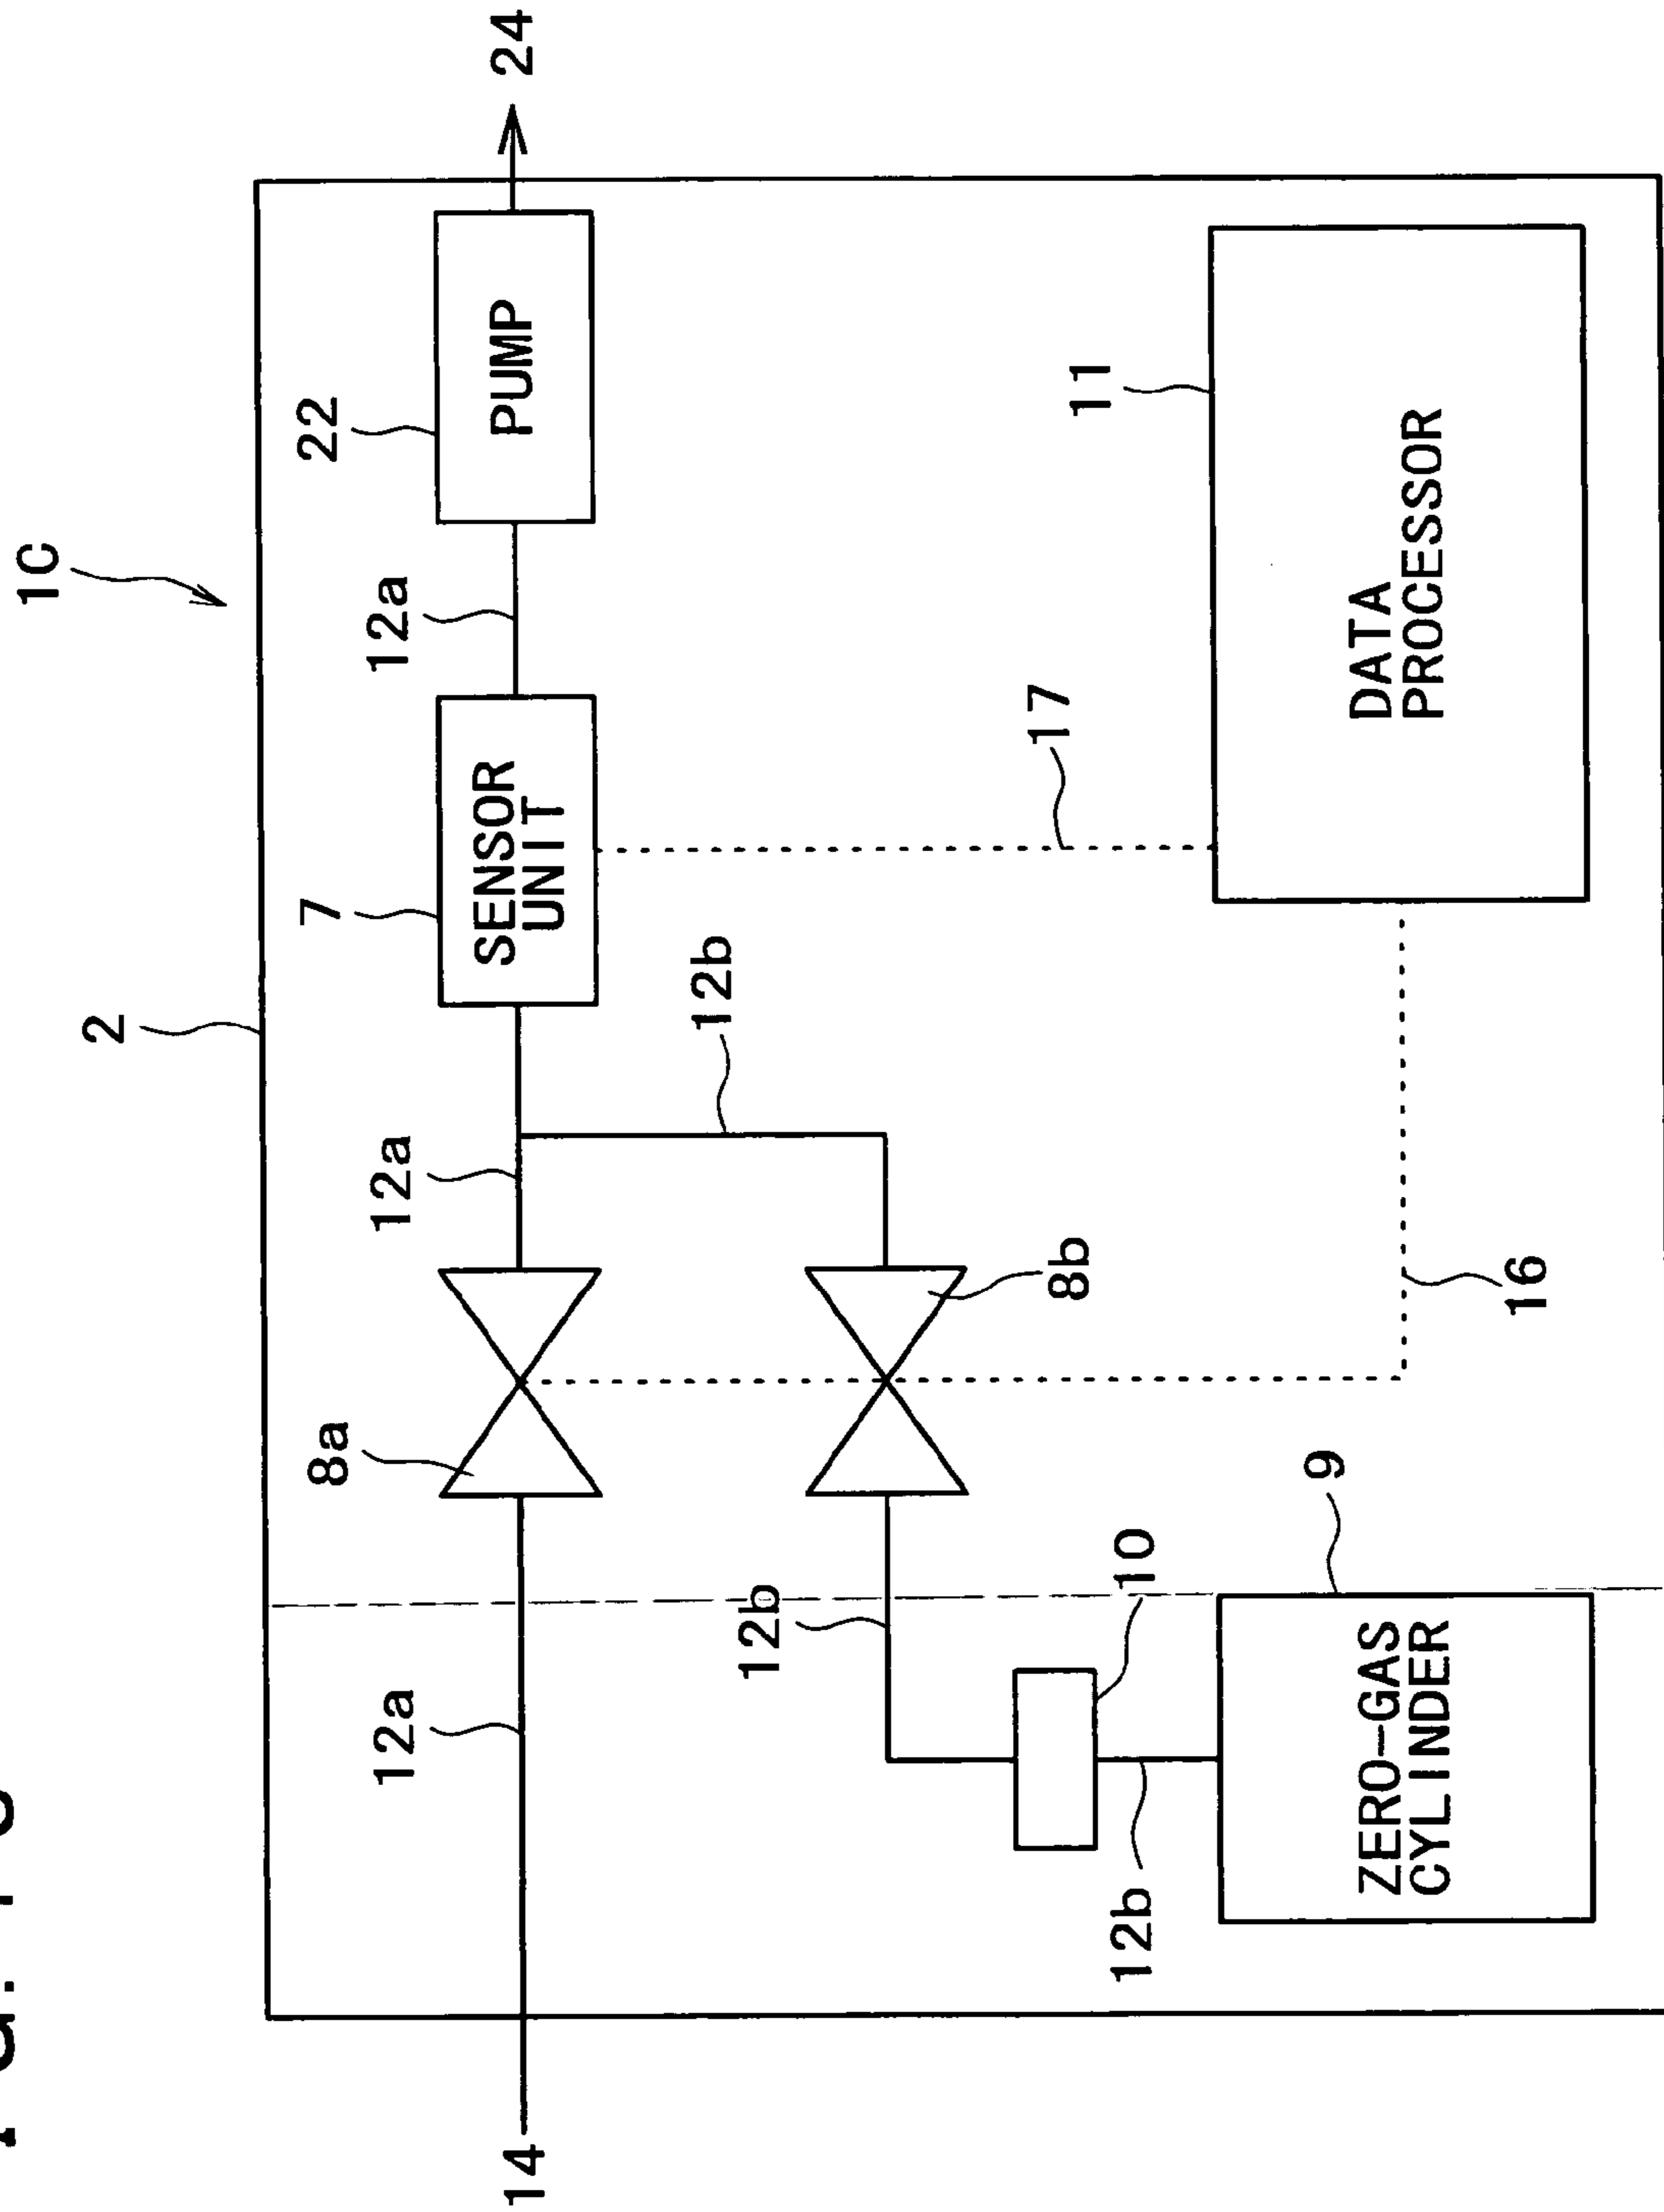 1C
2
8a
7
22
12a
12a
12a
SENSOR
UNIT
PUMP
14
24
12b
12b
8b
17
11
12b
10
9
ZERO-GAS
CYLINDER
DATA
PROCESSOR
16